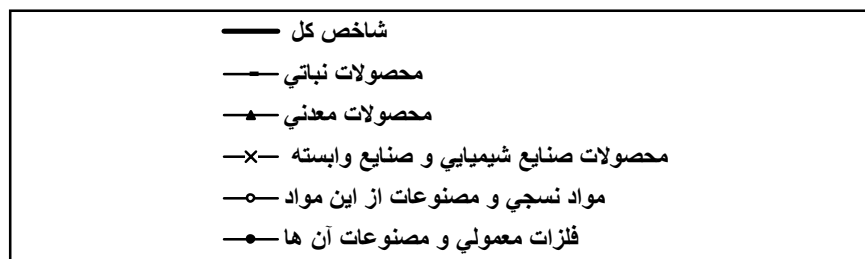 شاخص كل
محصولات نباتي
محصولات معدني
محصولات صنايع شيميايي و صنايع وابسته
مواد نسجي و مصنوعات از اين مواد
فلزات معمولي و مصنوعات آن ها